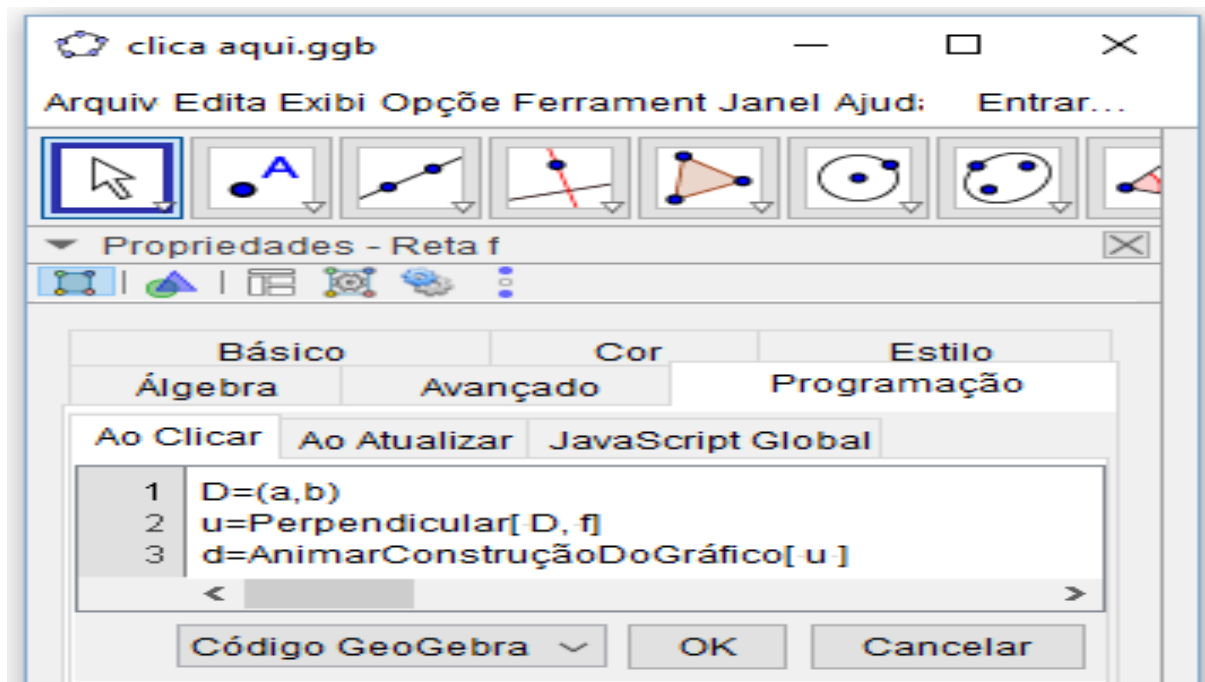 clica aqui.ggb
Arquiv Edita Exibi Opçõe Ferrament Janel Ajud: Entrar...
A
Propriedades - Reta f
Básico Cor Estilo
Álgebra Avançado Programação
Ao Clicar Ao Atualizar JavaScript Global
1 D=(a,b)
2 u=Perpendicular[ D, f]
3 d=AnimarConstruçãoDoGráfico[ u ]
Código GeoGebra OK Cancelar